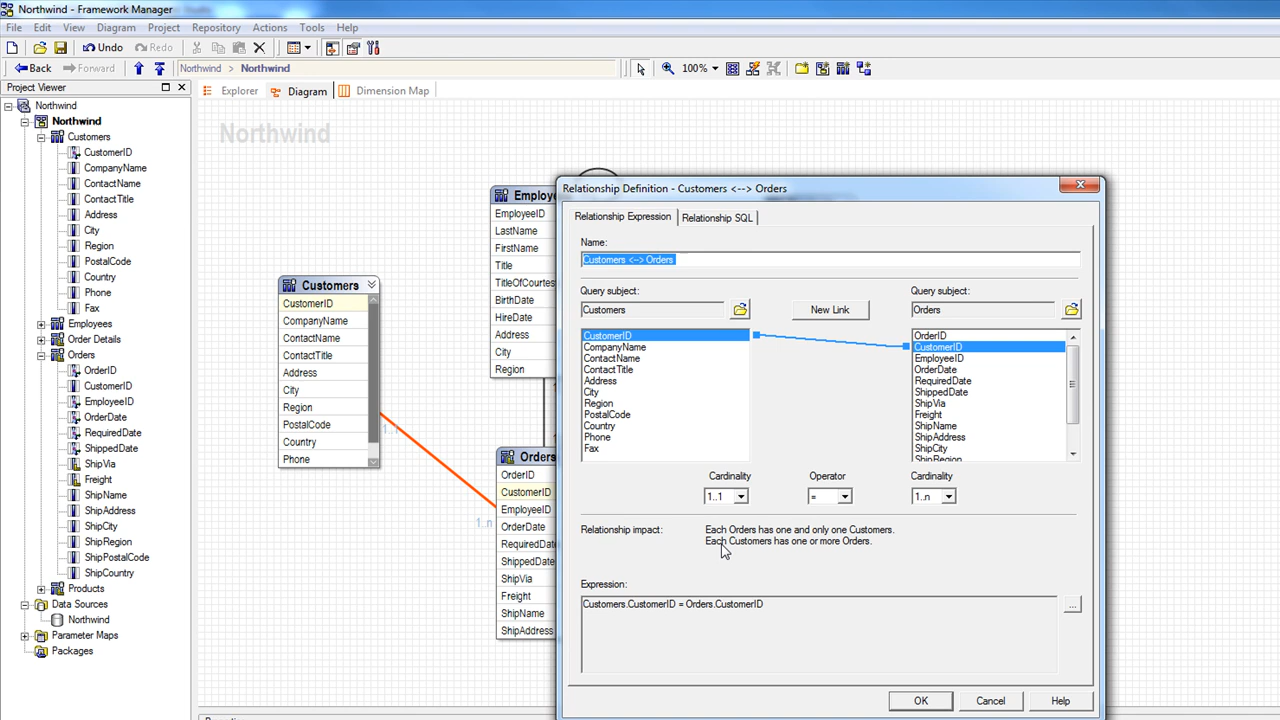 Northwind - Framework Manager
File Edit View Diagram Project Repository Actions Tools Help
Undo Redo
Back Forward Northwind > Northwind 100%
Project Viewer
Explorer Diagram Dimension Map
Northwind
Northwind
Customers
CustomerID
CompanyName
ContactName
ContactTitle
Address
City
Region
PostalCode
Country
Phone
Fax
Employees
Order Details
Orders
OrderID
CustomerID
EmployeeID
OrderDate
RequiredDate
ShippedDate
ShipVia
Freight
ShipName
ShipAddress
ShipCity
ShipRegion
ShipPostalCode
ShipCountry
Products
Data Sources
Northwind
Parameter Maps
Packages
Northwind
Customers
CustomerID
CompanyName
ContactName
ContactTitle
Address
City
Region
PostalCode
Country
Phone
1..n
Employe
EmployeeID
LastName
FirstName
Title
TitleOfCourtes
BirthDate
HireDate
Address
City
Region
Orders
OrderID
CustomerID
EmployeeID
OrderDate
RequiredDate
ShippedDate
ShipVia
Freight
ShipName
ShipAddress
Relationship Definition - Customers <--> Orders
Relationship Expression Relationship SQL
Name:
Customers <--> Orders
Query subject:
Customers
New Link
Query subject:
Orders
CustomerID
CompanyName
ContactName
ContactTitle
Address
City
Region
PostalCode
Country
Phone
Fax
OrderID
CustomerID
EmployeeID
OrderDate
RequiredDate
ShippedDate
ShipVia
Freight
ShipName
ShipAddress
ShipCity
ShipRegion
Cardinality Operator Cardinality
1..1 = 1..n
Relationship impact: Each Orders has one and only one Customers.
Each Customers has one or more Orders.
Expression:
Customers.CustomerID = Orders.CustomerID
...
OK Cancel Help